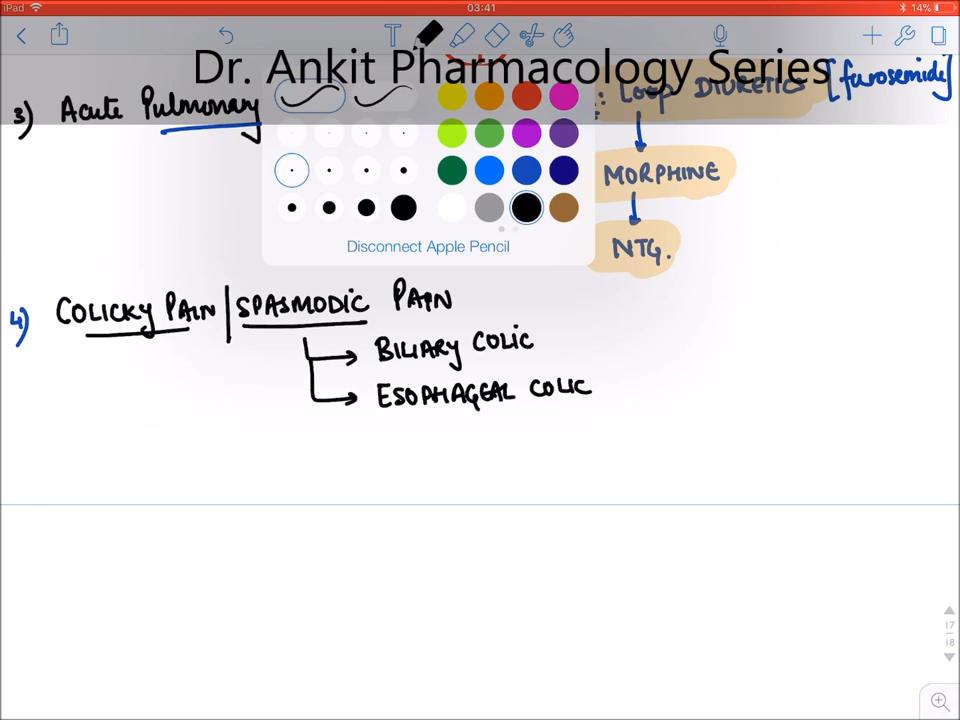 iPad 03:41 14%
Dr. Ankit Pharmacology Series
3) Acute Pulmonary : Loop DIURETICS [furosemide]
MORPHINE
Disconnect Apple Pencil
NTG.
4) COLICKY PAIN | SPASMODIC PAIN
BILIARY COLIC
ESOPHAGEAL COLIC
17
18